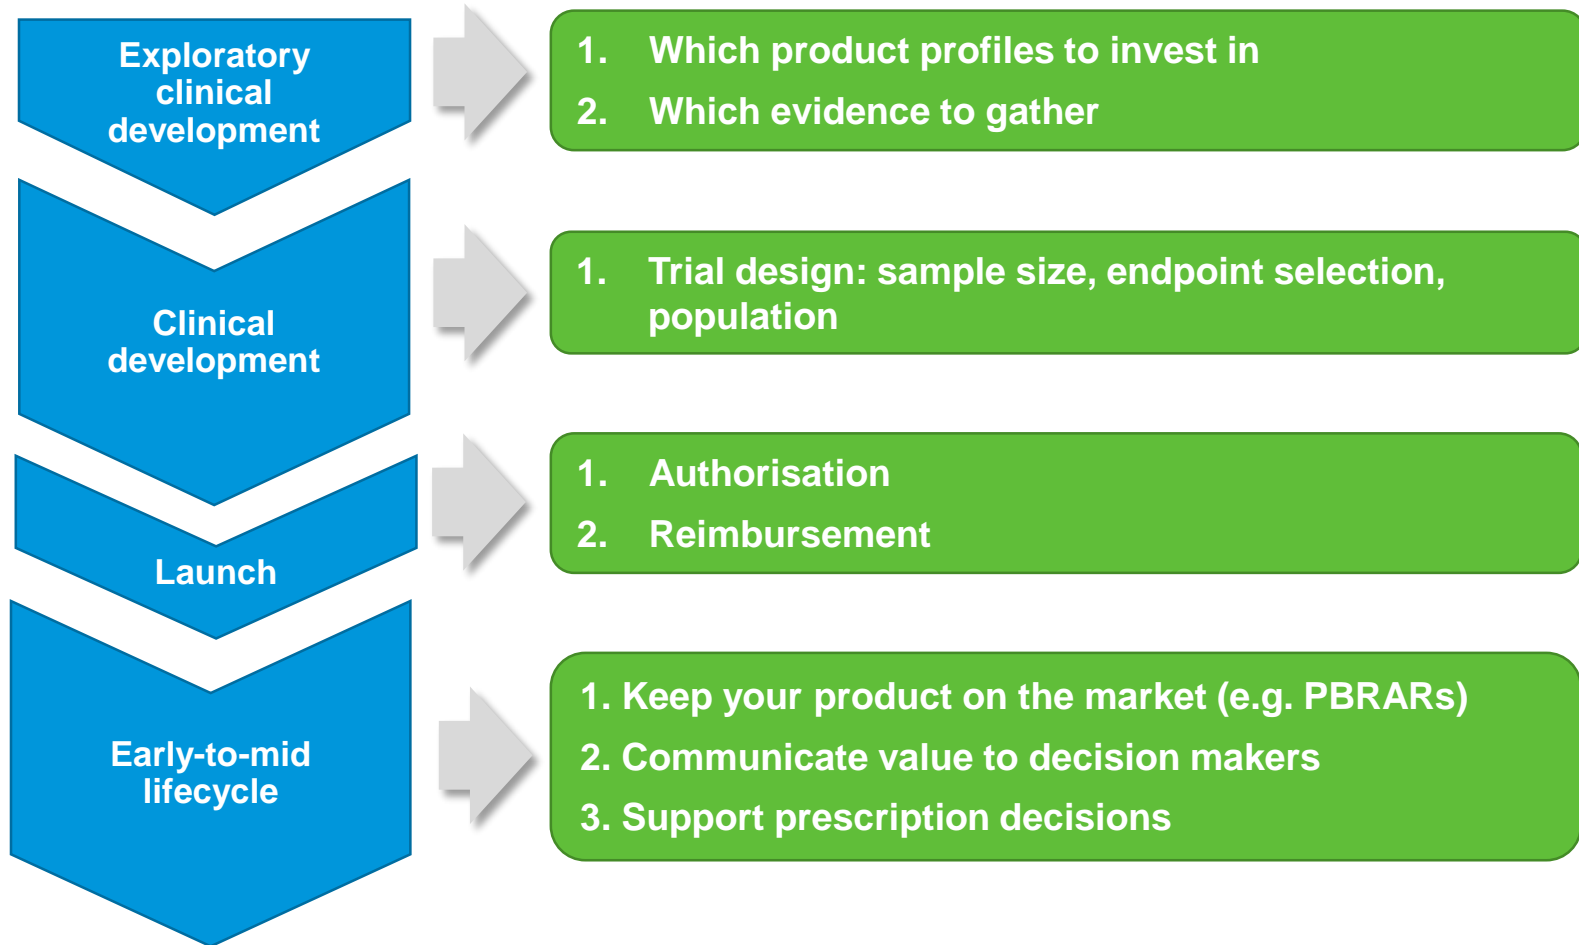 Exploratory
clinical
development
1. Which product profiles to invest in
2. Which evidence to gather
Clinical
development
1. Trial design: sample size, endpoint selection,
population
Launch
1. Authorisation
2. Reimbursement
Early-to-mid
lifecycle
1. Keep your product on the market (e.g. PBRARs)
2. Communicate value to decision makers
3. Support prescription decisions